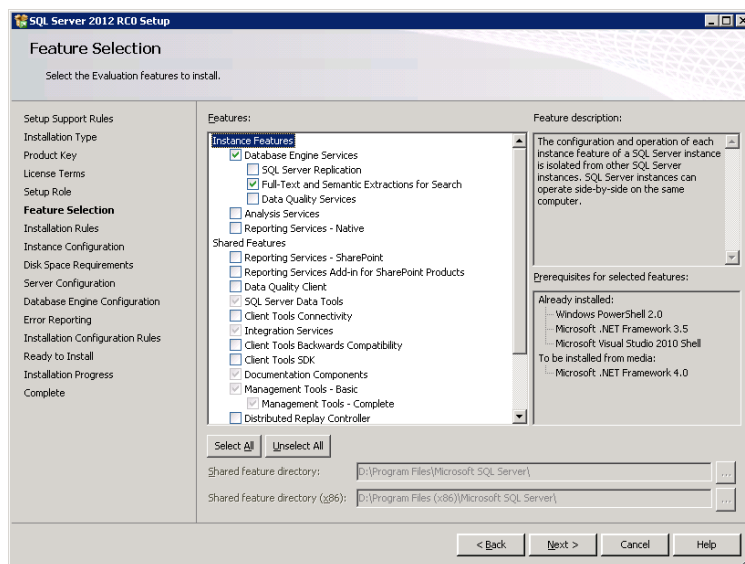 SQL Server 2012 RC0 Setup
Feature Selection
Select the Evaluation features to install.
Setup Support Rules
Installation Type
Product Key
License Terms
Setup Role
Feature Selection
Installation Rules
Instance Configuration
Disk Space Requirements
Server Configuration
Database Engine Configuration
Error Reporting
Installation Configuration Rules
Ready to Install
Installation Progress
Complete
Features:
Instance Features
Database Engine Services
SQL Server Replication
Full-Text and Semantic Extractions for Search
Data Quality Services
Analysis Services
Reporting Services - Native
Shared Features
Reporting Services - SharePoint
Reporting Services Add-in for SharePoint Products
Data Quality Client
SQL Server Data Tools
Client Tools Connectivity
Integration Services
Client Tools Backwards Compatibility
Client Tools SDK
Documentation Components
Management Tools - Basic
Management Tools - Complete
Distributed Replay Controller
Feature description:
The configuration and operation of each
instance feature of a SQL Server instance
is isolated from other SQL Server
instances. SQL Server instances can
operate side-by-side on the same
computer.
Prerequisites for selected features:
Already installed:
Windows PowerShell 2.0
Microsoft .NET Framework 3.5
Microsoft Visual Studio 2010 Shell
To be installed from media:
Microsoft .NET Framework 4.0
Select All
Unselect All
Shared feature directory:
D:\Program Files\Microsoft SQL Server\
...
Shared feature directory (x86):
D:\Program Files (x86)\Microsoft SQL Server\
...
< Back
Next >
Cancel
Help